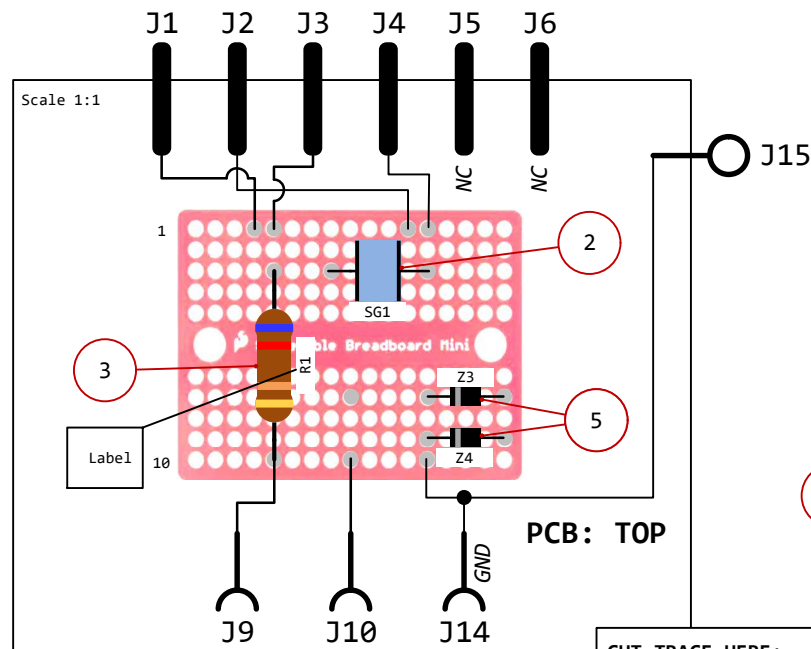 J1 J2 J3 J4 J5 J6
Scale 1:1
NC NC
J15
1
2
SG1
ble Breadboard Mini
3
R1
Z3
5
Label
Z4
10
PCB: TOP
GND
J9 J10 J14
CUT TRACE HERE: